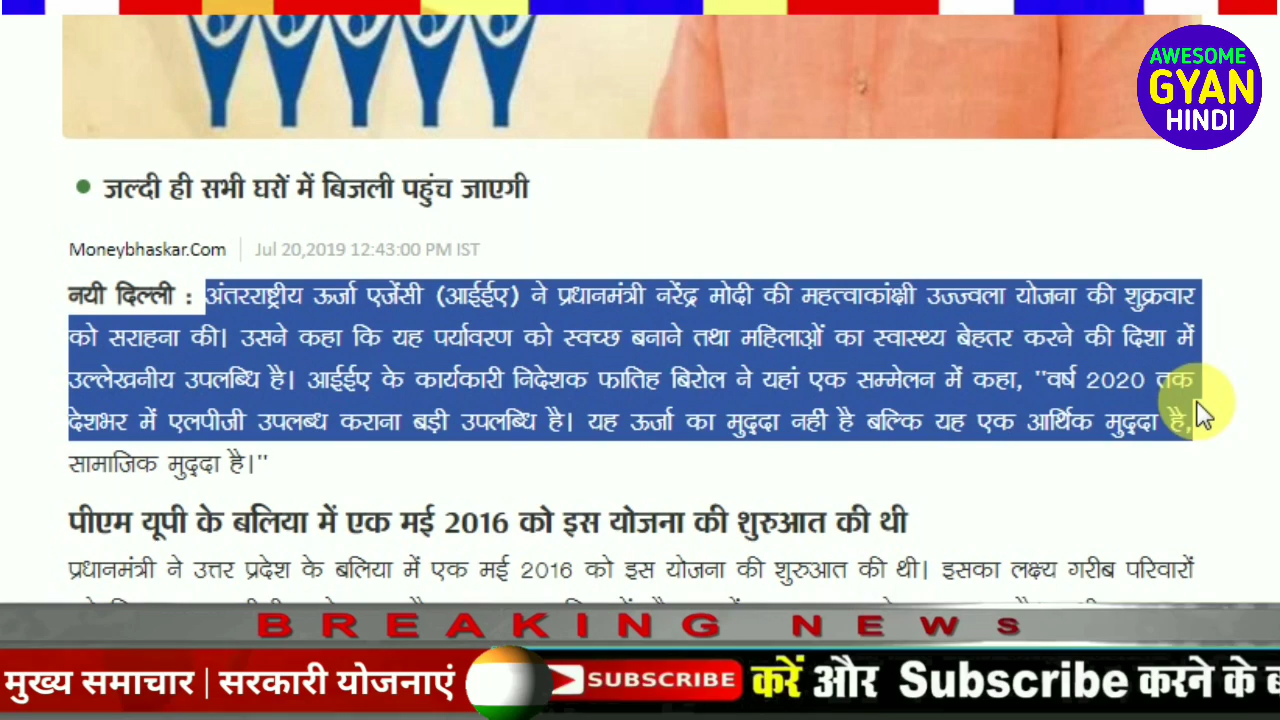 AWESOME
GYAN
HINDI
जल्दी ही सभी घरों में बिजली पहुंच जाएगी
Moneybhaskar.Com | Jul 20,2019 12:43:00 PM IST
नयी दिल्ली : अंतरराष्ट्रीय ऊर्जा एजेंसी (आईईए) ने प्रधानमंत्री नरेंद्र मोदी की महत्वाकांक्षी उज्ज्वला योजना की शुक्रवार
को सराहना की। उसने कहा कि यह पर्यावरण को स्वच्छ बनाने तथा महिलाओं का स्वास्थ्य बेहतर करने की दिशा में
उल्लेखनीय उपलब्धि है। आईईए के कार्यकारी निदेशक फातिह बिरोल ने यहां एक सम्मेलन में कहा, ''वर्ष 2020 तक
देशभर में एलपीजी उपलब्ध कराना बड़ी उपलब्धि है। यह ऊर्जा का मुद्दा नहीं है बल्कि यह एक आर्थिक मुद्दा है,
सामाजिक मुद्दा है।''
पीएम यूपी के बलिया में एक मई 2016 को इस योजना की शुरुआत की थी
प्रधानमंत्री ने उत्तर प्रदेश के बलिया में एक मई 2016 को इस योजना की शुरुआत की थी। इसका लक्ष्य गरीब परिवारों
BREAKING NEWS
मुख्य समाचार | सरकारी योजनाएं SUBSCRIBE करें और Subscribe करने के